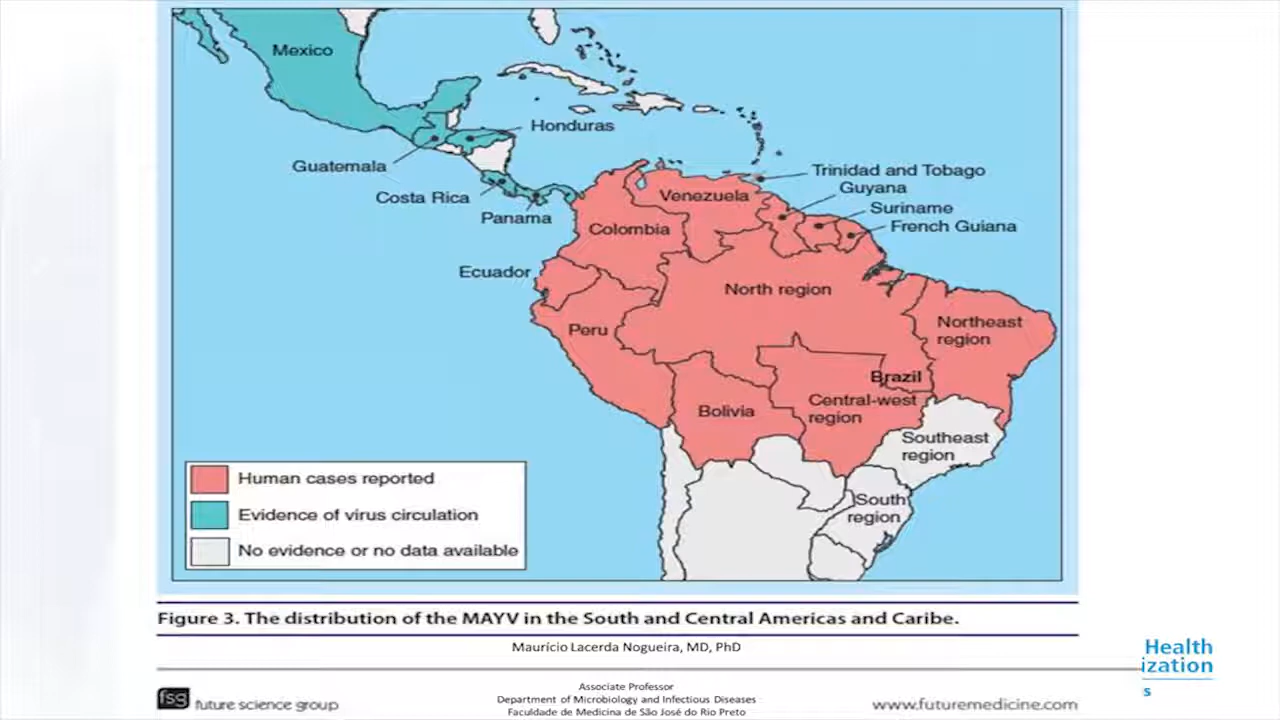 Mexico
Honduras
Guatemala
Costa Rica
Panama
Trinidad and Tobago
Guyana
Suriname
French Guiana
Venezuela
Colombia
Ecuador
North region
Peru
Northeast
region
Brazil
Central-west
region
Bolivia
Southeast
region
South
region
Human cases reported
Evidence of virus circulation
No evidence or no data available
Figure 3. The distribution of the MAYV in the South and Central Americas and Caribe.
Maurício Lacerda Nogueira, MD, PhD
Health
ization
s
fsg future science group
Associate Professor
Department of Microbiology and Infectious Diseases
Faculdade de Medicina de São José do Rio Preto
www.futuremedicine.com